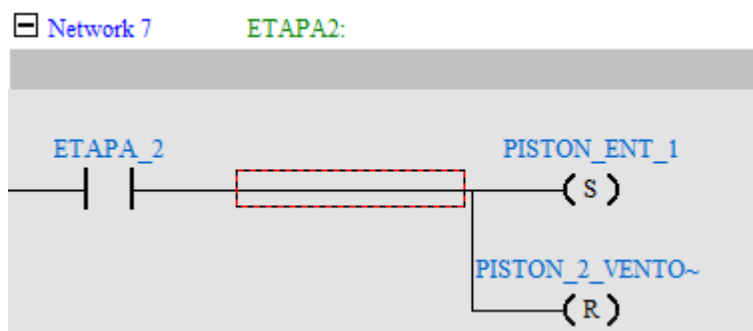 Network 7 ETAPA2:
ETAPA_2 PISTON_ENT_1
S
PISTON_2_VENTO~
R